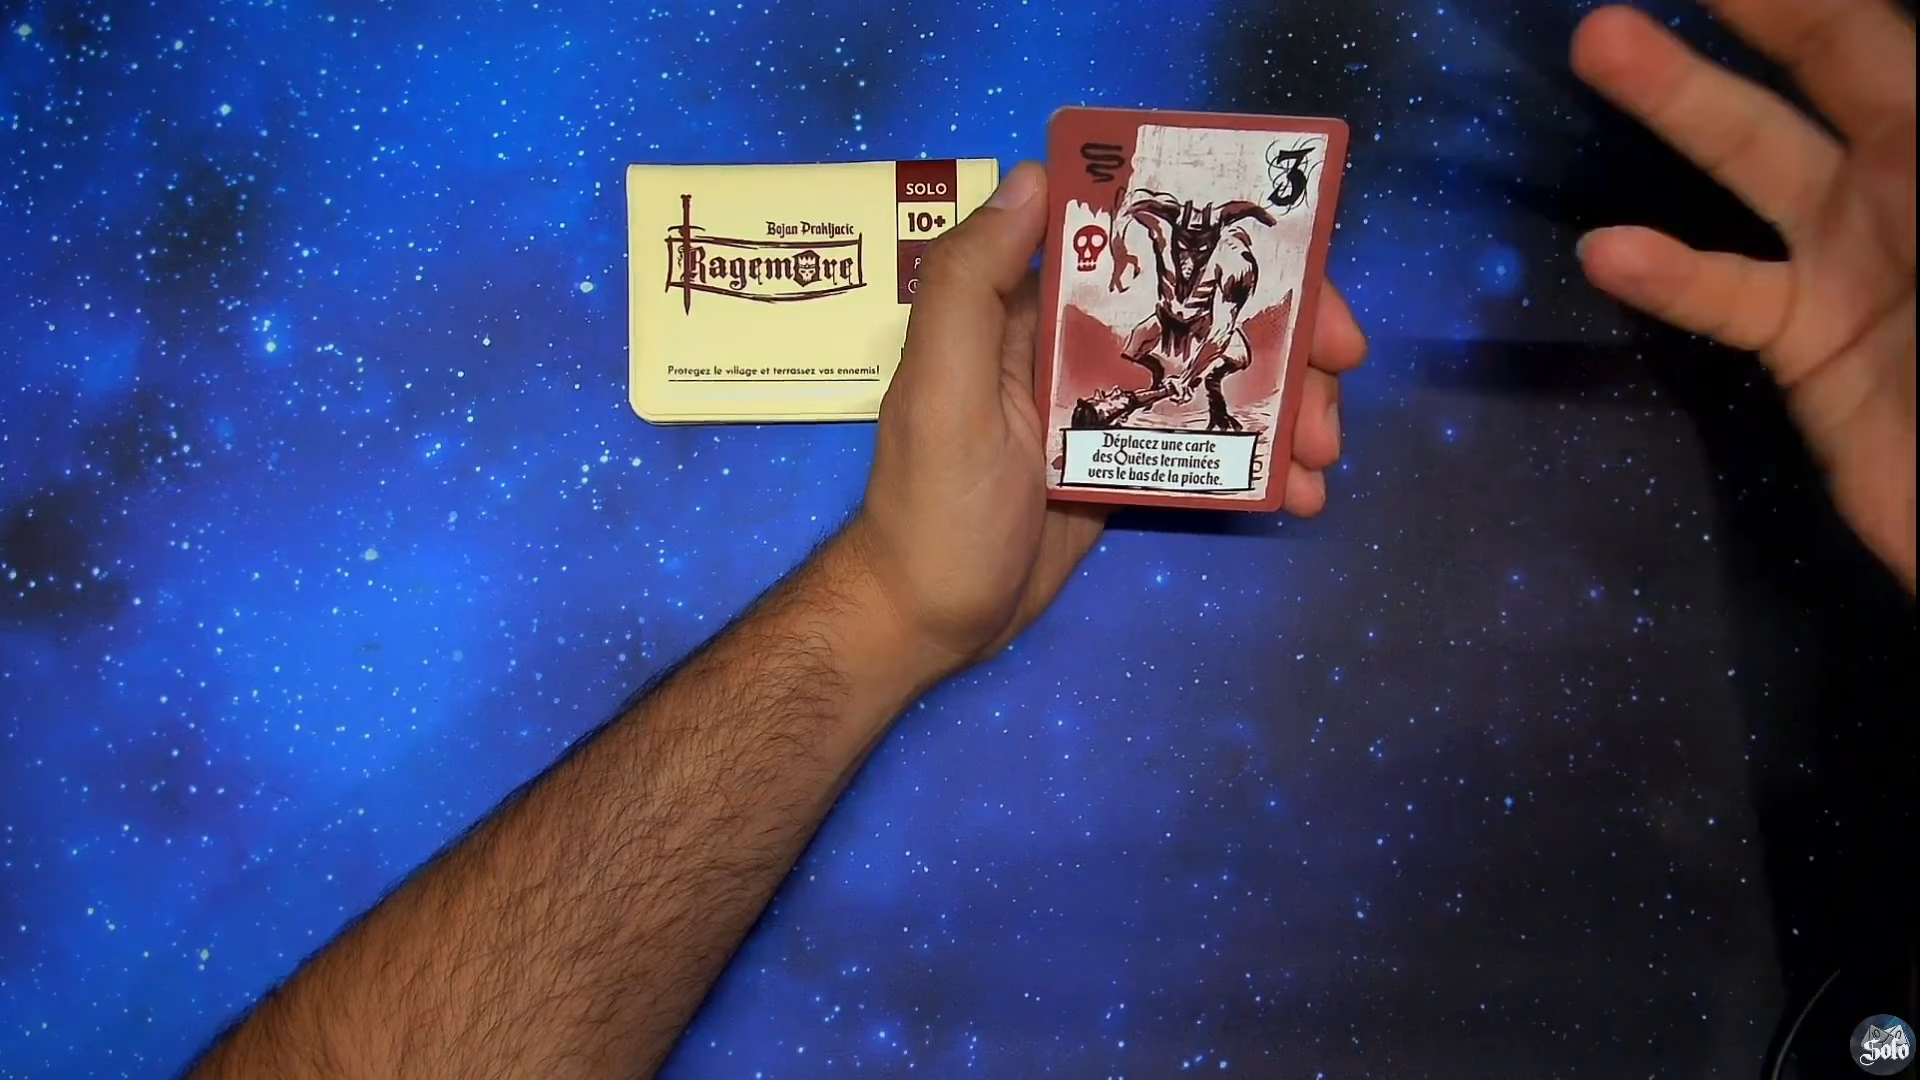 SOLO
10+
Bojan Prakljacic
Ragemore
Protegez le village et terrassez vos ennemis!
3
Déplacez une carte
des Quêtes terminées
vers le bas de la pioche.
Solo